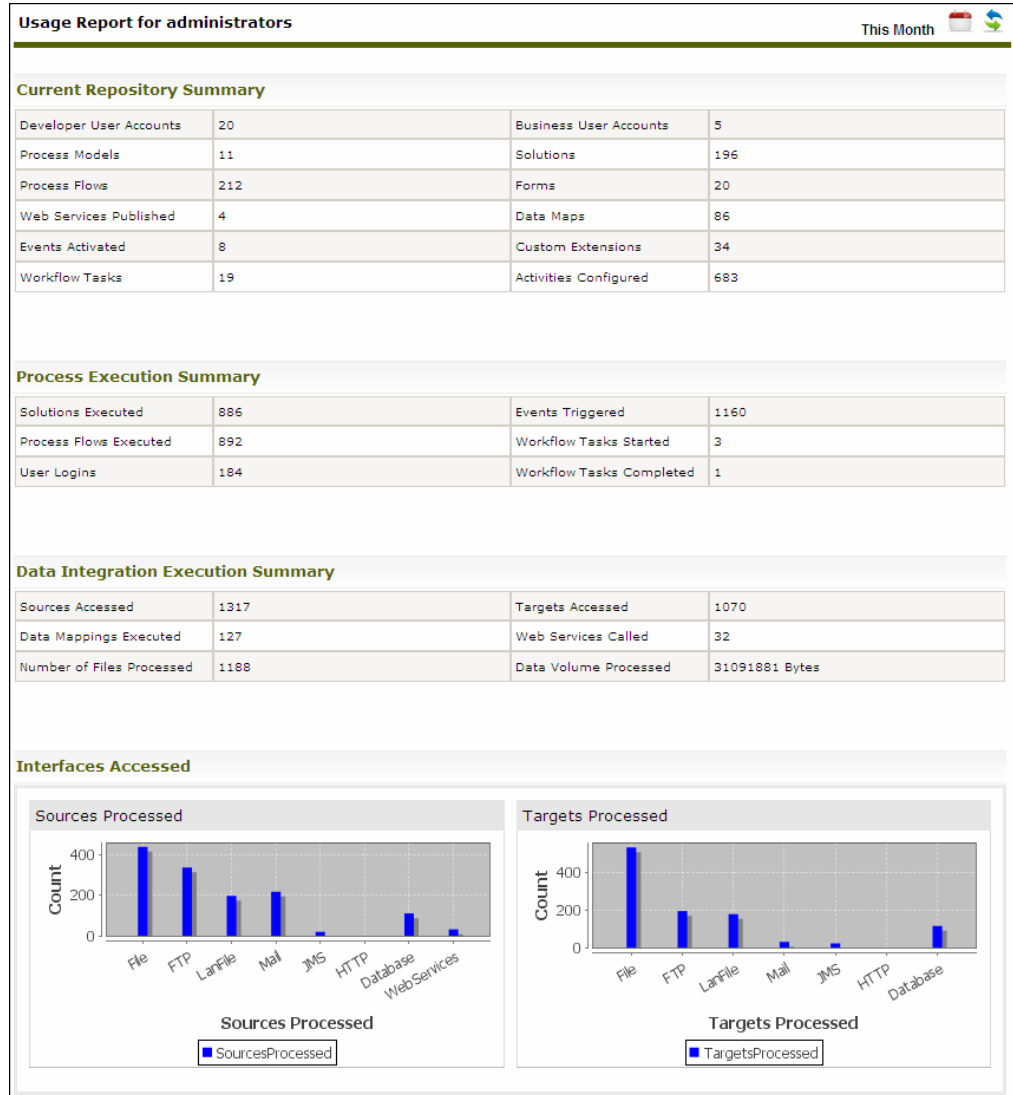 Usage Report for administrators
This Month
Current Repository Summary
Developer User Accounts 20 Business User Accounts 5
Process Models 11 Solutions 196
Process Flows 212 Forms 20
Web Services Published 4 Data Maps 86
Events Activated 8 Custom Extensions 34
Workflow Tasks 19 Activities Configured 683
Process Execution Summary
Solutions Executed 886 Events Triggered 1160
Process Flows Executed 892 Workflow Tasks Started 3
User Logins 184 Workflow Tasks Completed 1
Data Integration Execution Summary
Sources Accessed 1317 Targets Accessed 1070
Data Mappings Executed 127 Web Services Called 32
Number of Files Processed 1188 Data Volume Processed 31091881 Bytes
Interfaces Accessed
Sources Processed
Count
400
200
0
File FTP LanFile Mail JMS HTTP Database WebServices
Sources Processed
SourcesProcessed
Targets Processed
Count
400
200
0
File FTP LanFile Mail JMS HTTP Database
Targets Processed
TargetsProcessed